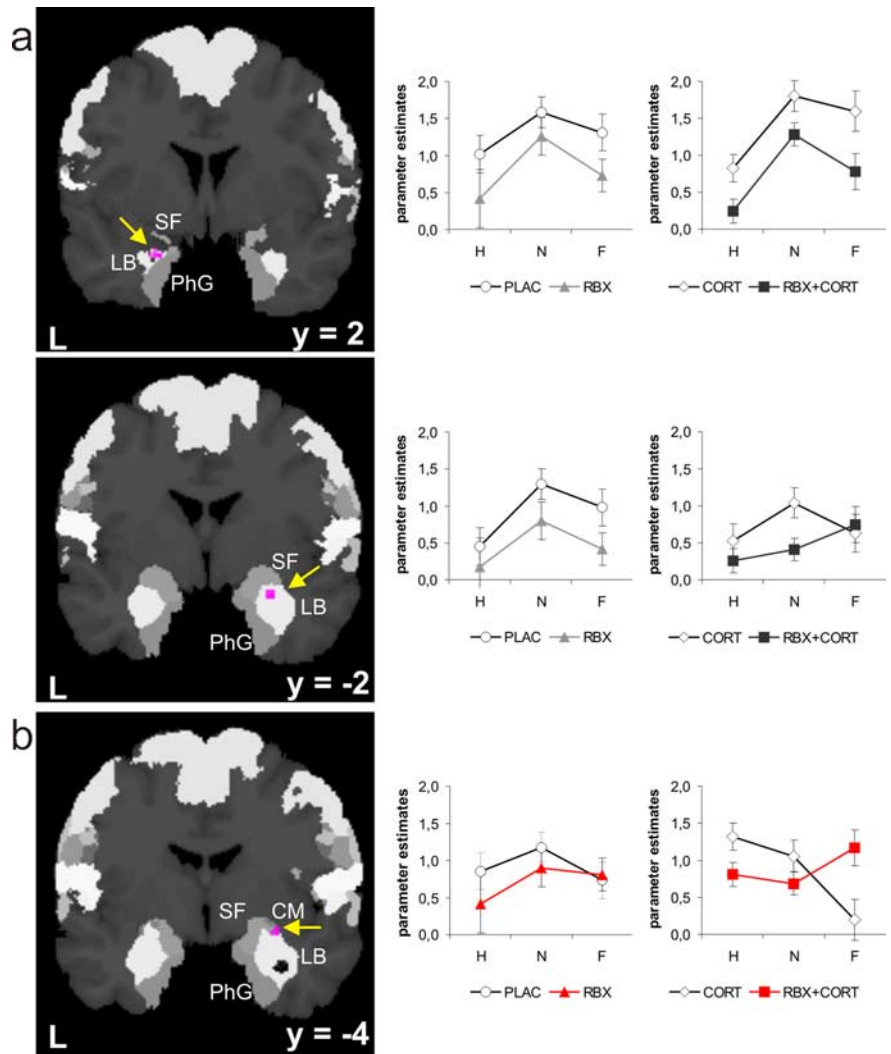 a
SF
LB
PhG
L
y = 2
parameter estimates
2,0
1,5
1,0
0,5
0,0
H N F
PLAC RBX
parameter estimates
2,0
1,5
1,0
0,5
0,0
H N F
CORT RBX+CORT
SF
LB
PhG
L
y = -2
parameter estimates
2,0
1,5
1,0
0,5
0,0
H N F
PLAC RBX
parameter estimates
2,0
1,5
1,0
0,5
0,0
H N F
CORT RBX+CORT
b
SF CM
LB
PhG
L
y = -4
parameter estimates
2,0
1,5
1,0
0,5
0,0
H N F
PLAC RBX
parameter estimates
2,0
1,5
1,0
0,5
0,0
H N F
CORT RBX+CORT